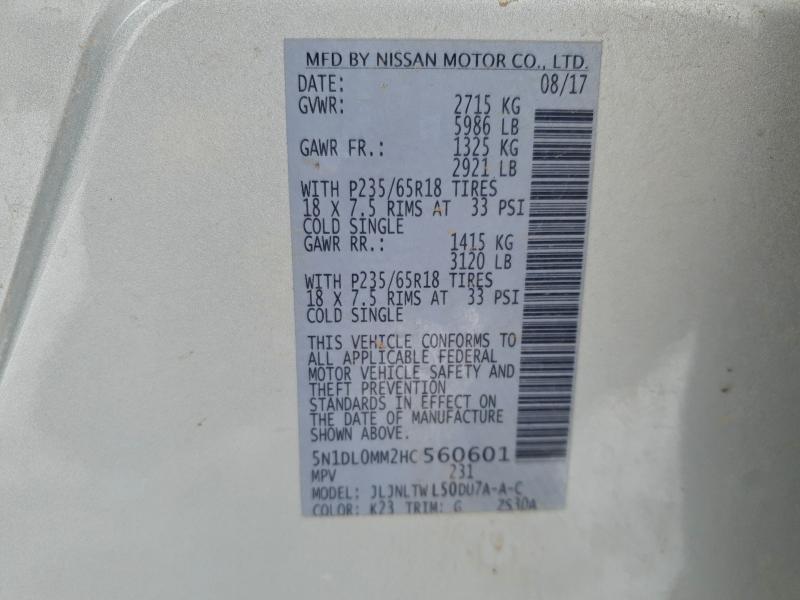 MFD BY NISSAN MOTOR CO., LTD.
DATE: 08/17
GVWR: 2715 KG
5986 LB
GAWR FR.: 1325 KG
2921 LB
WITH P235/65R18 TIRES
18 X 7.5 RIMS AT 33 PSI
COLD SINGLE
GAWR RR.: 1415 KG
3120 LB
WITH P235/65R18 TIRES
18 X 7.5 RIMS AT 33 PSI
COLD SINGLE
THIS VEHICLE CONFORMS TO
ALL APPLICABLE FEDERAL
MOTOR VEHICLE SAFETY AND
THEFT PREVENTION
STANDARDS IN EFFECT ON
THE DATE OF MANUFACTURE
SHOWN ABOVE.
5N1DL0MM2HC560601
MPV 231
MODEL: JLJNLTWL50DU7A-A-C
COLOR: K23 TRIM: G 2S30A